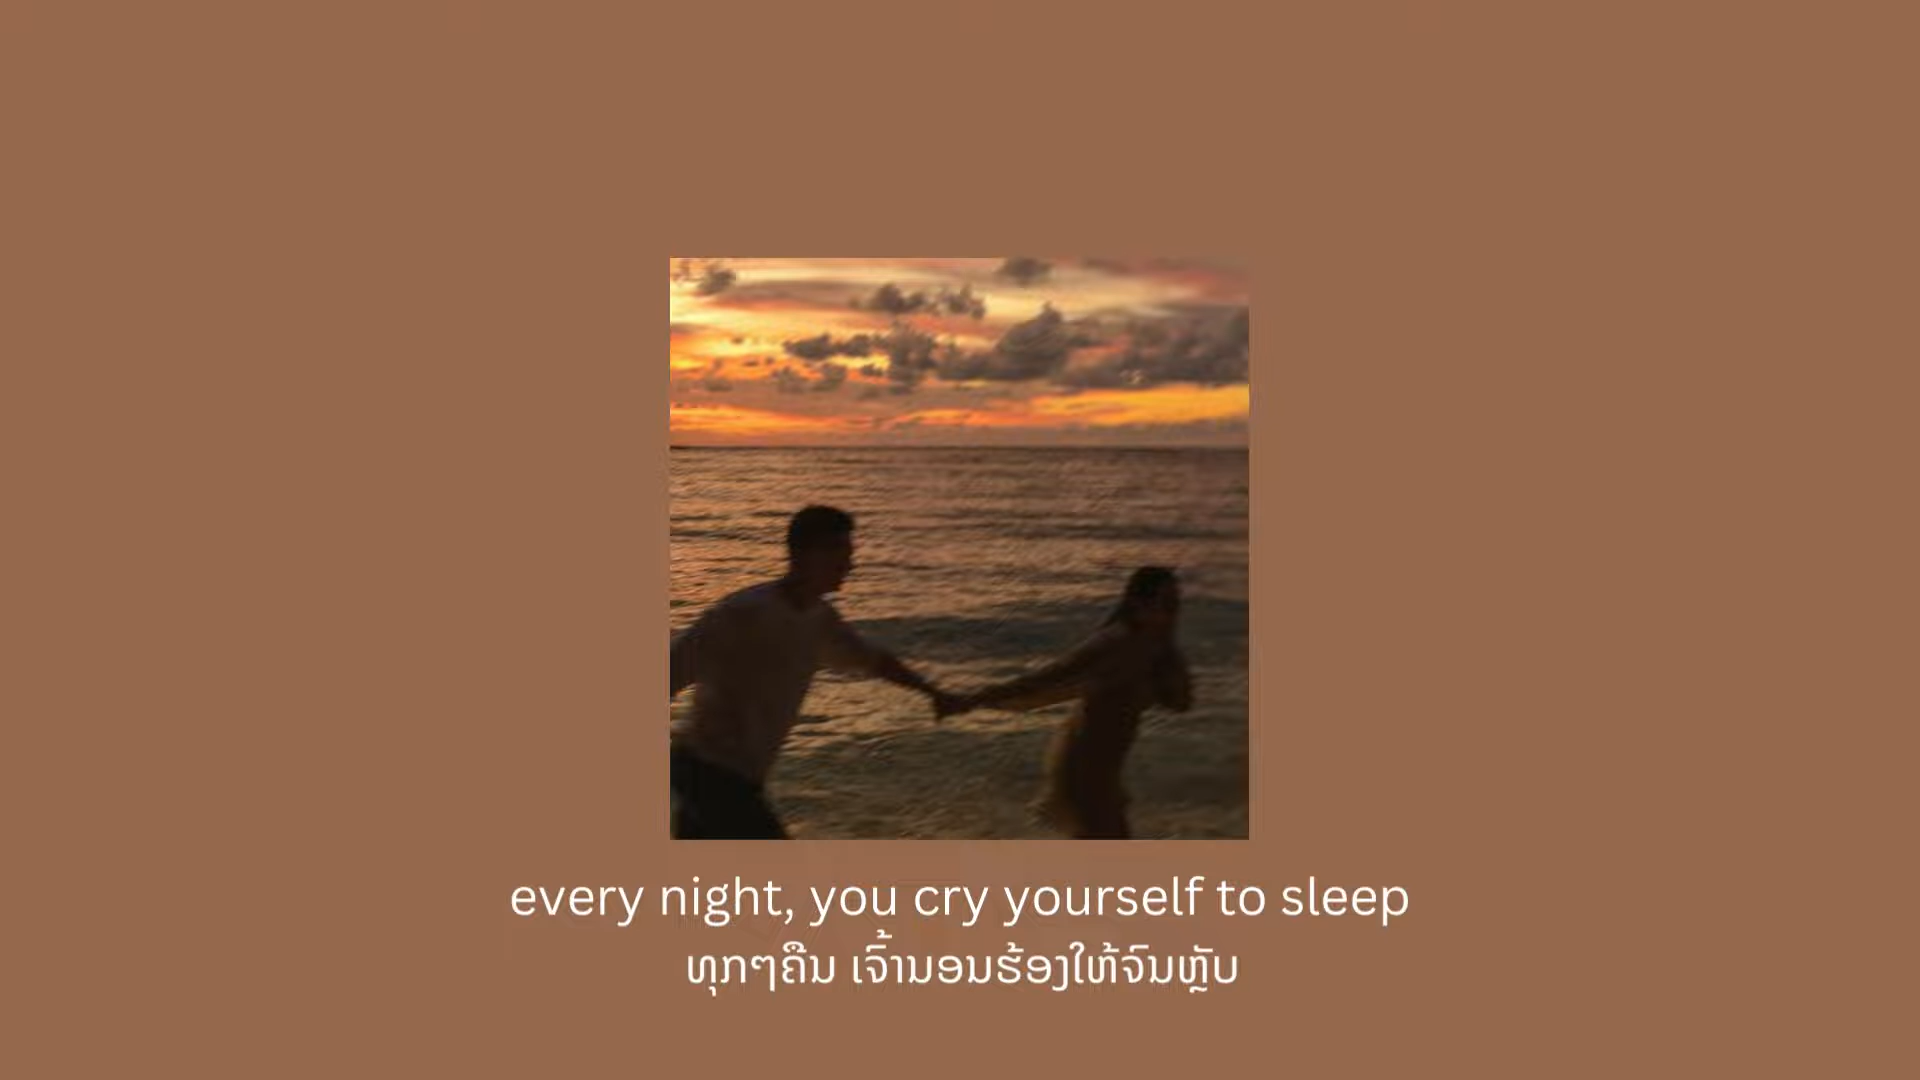 every night, you cry yourself to sleep
ທຸກໆຄືນ ເຈົ້ານອນຮ້ອງໃຫ້ຈົນຫຼັບ